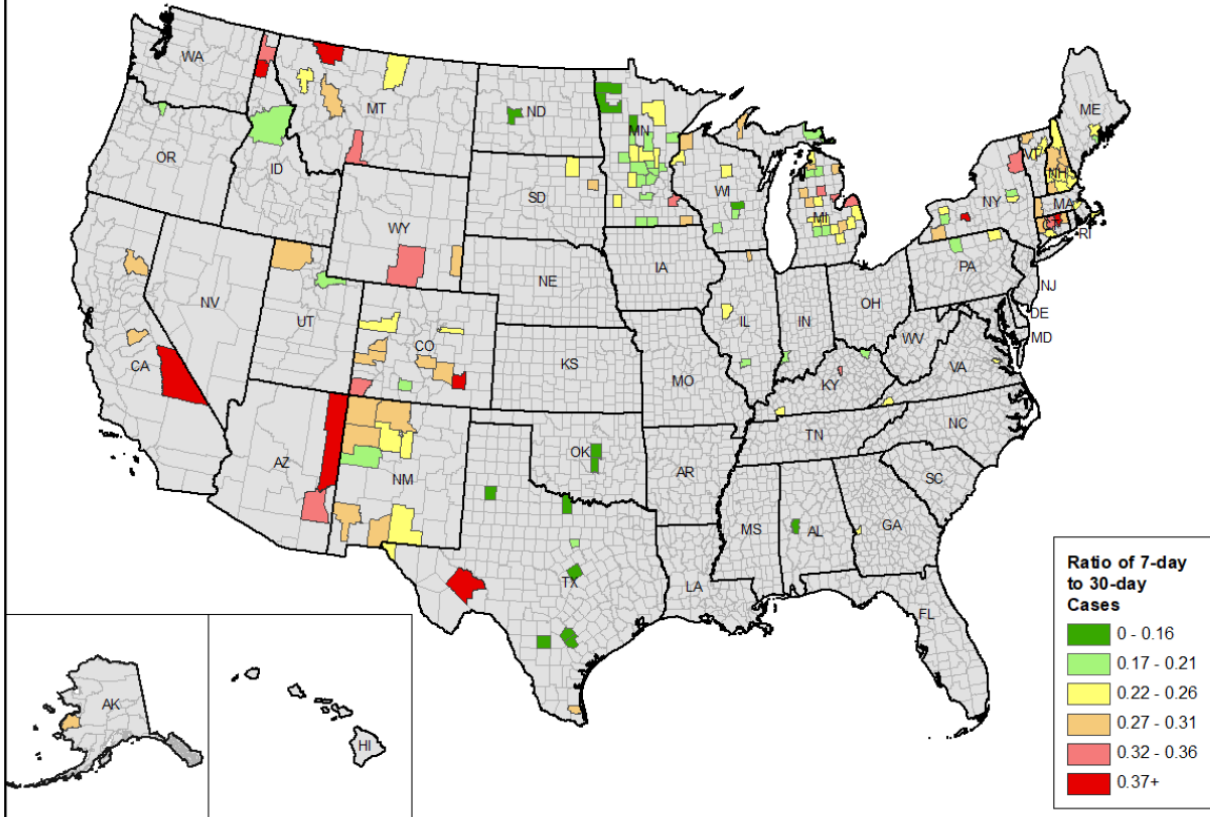 WA
ME
MT
ND
MN
OR
VT
NH
ID
SD
WI
NY
MA
MI
CT
WY
RI
IA
PA
NE
NJ
NV
OH
IL
IN
DE
UT
MD
CO
WV
CA
KS
VA
MO
KY
NC
TN
OK
AZ
NM
AR
SC
MS
AL
GA
TX
LA
FL
AK
HI
Ratio of 7-day
to 30-day
Cases
0 - 0.16
0.17 - 0.21
0.22 - 0.26
0.27 - 0.31
0.32 - 0.36
0.37+